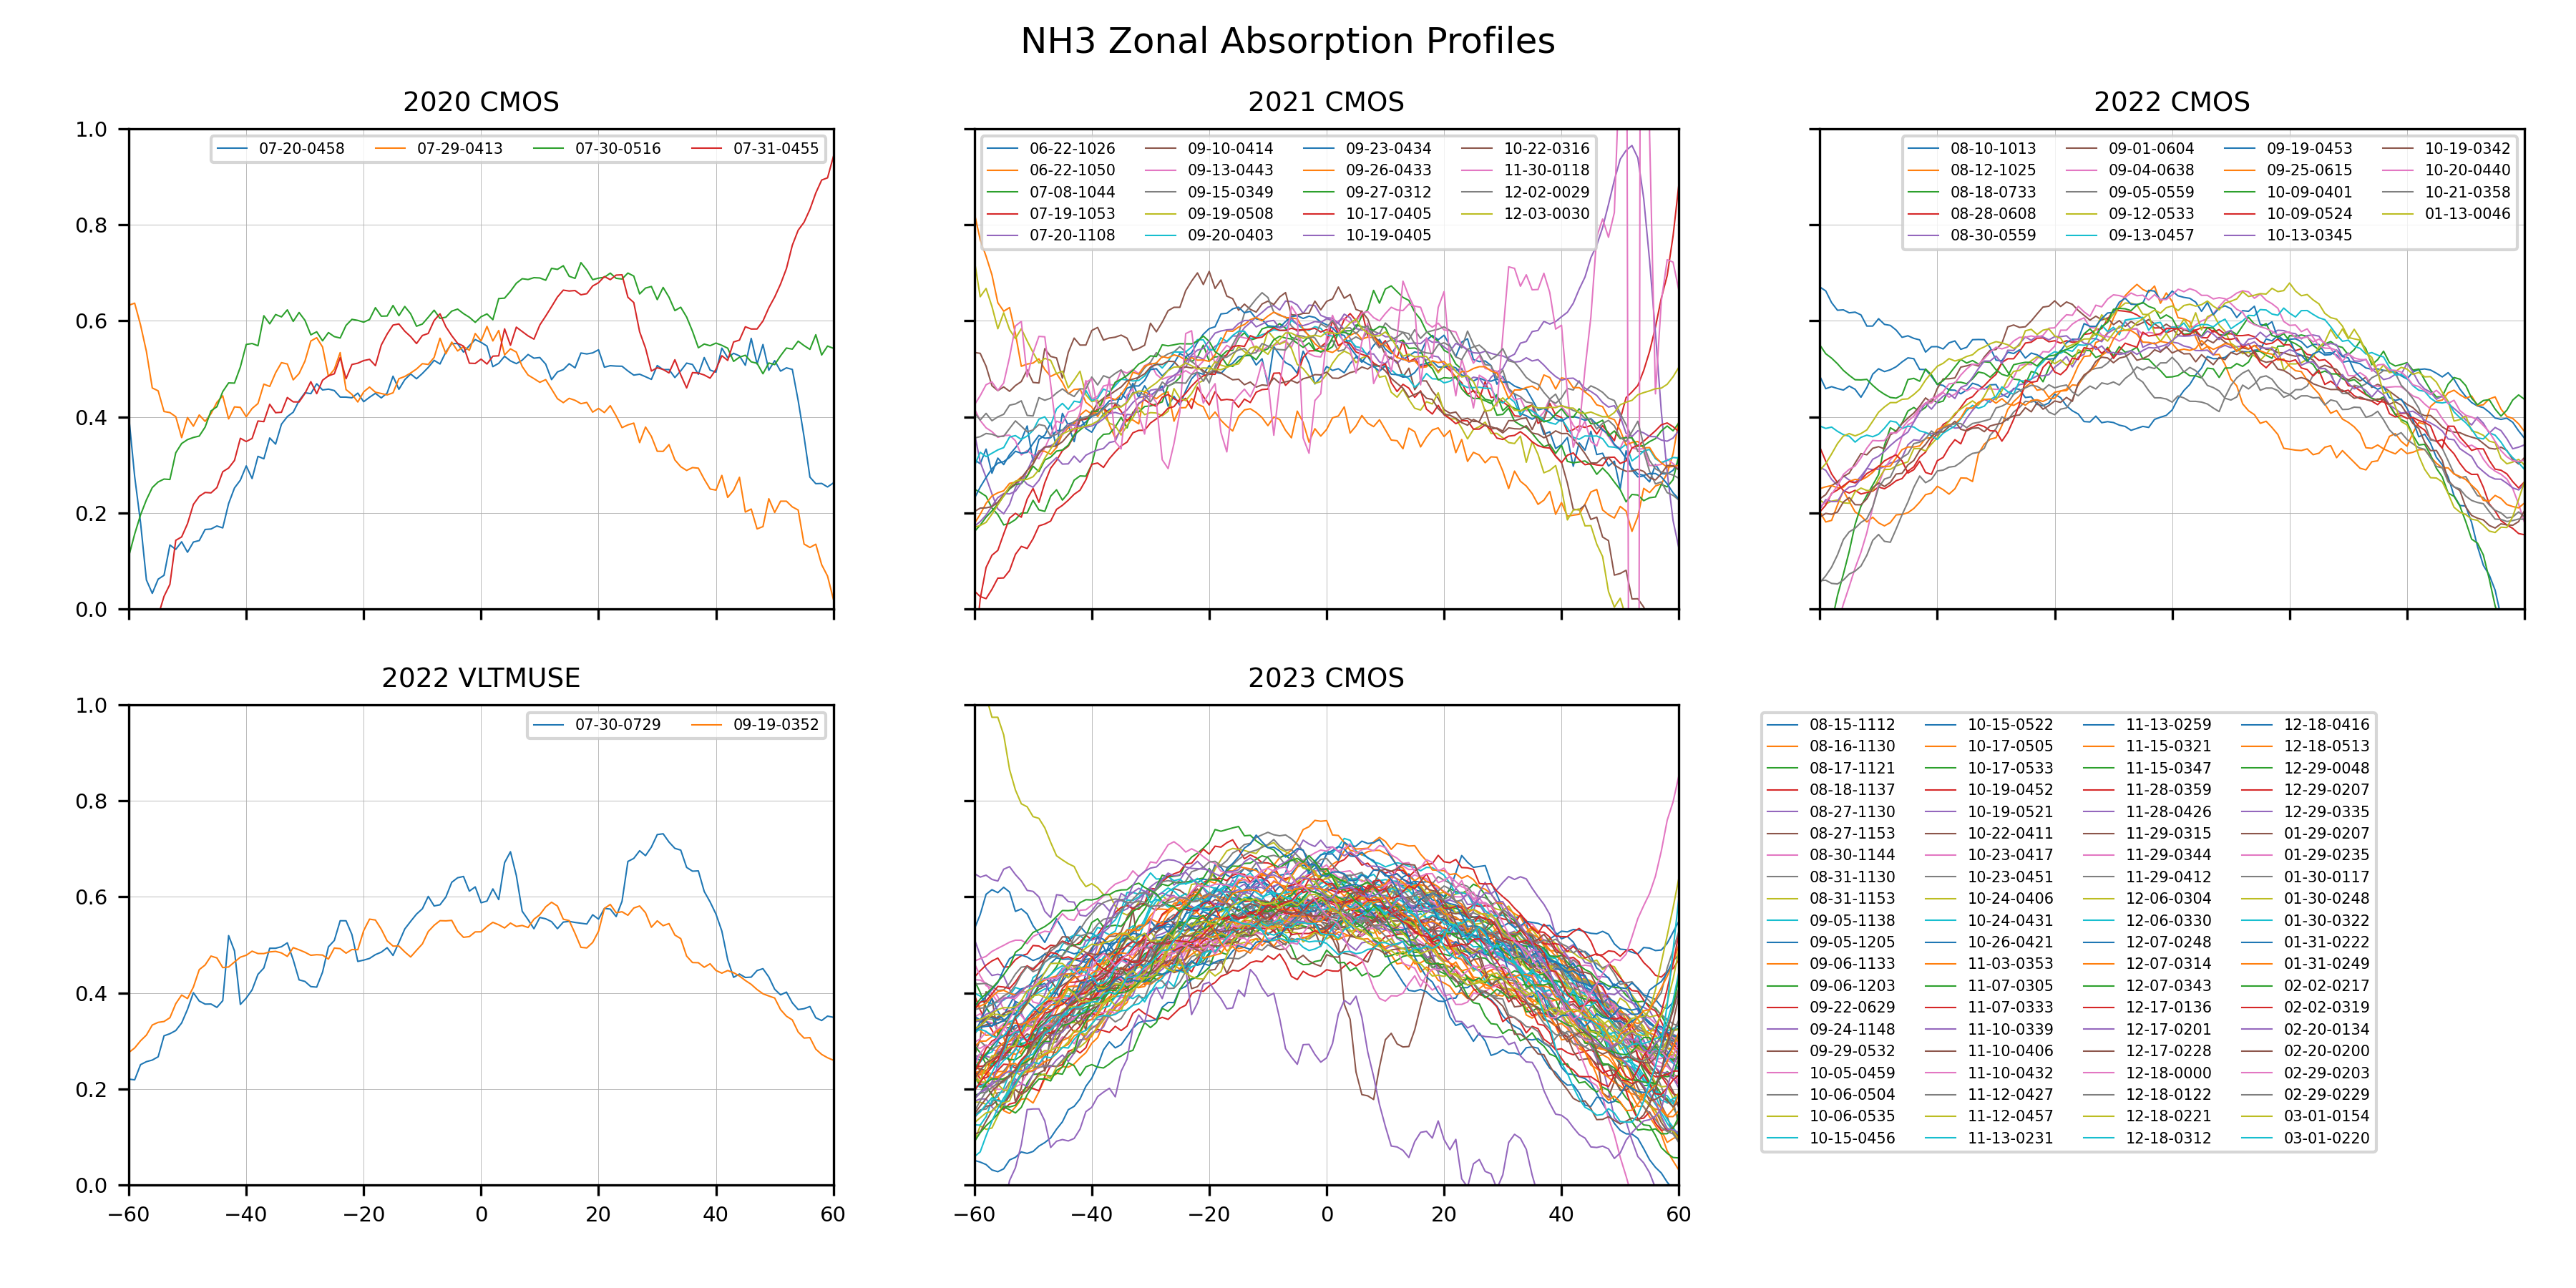 NH3 Zonal Absorption Profiles
2020 CMOS
2021 CMOS
2022 CMOS
1.0
0.8
0.6
0.4
0.2
0.0
07-20-0458 07-29-0413 07-30-0516 07-31-0455
06-22-1026 09-10-0414 09-23-0434 10-22-0316
06-22-1050 09-13-0443 09-26-0433 11-30-0118
07-08-1044 09-15-0349 09-27-0312 12-02-0029
07-19-1053 09-19-0508 10-17-0405 12-03-0030
07-20-1108 09-20-0403 10-19-0405
08-10-1013 09-01-0604 09-19-0453 10-19-0342
08-12-1025 09-04-0638 09-25-0615 10-20-0440
08-18-0733 09-05-0559 10-09-0401 10-21-0358
08-28-0608 09-12-0533 10-09-0524 01-13-0046
08-30-0559 09-13-0457 10-13-0345
2022 VLTMUSE
2023 CMOS
1.0
0.8
0.6
0.4
0.2
0.0
07-30-0729 09-19-0352
−60 −40 −20 0 20 40 60
−60 −40 −20 0 20 40 60
08-15-1112 10-15-0522 11-13-0259 12-18-0416
08-16-1130 10-17-0505 11-15-0321 12-18-0513
08-17-1121 10-17-0533 11-15-0347 12-29-0048
08-18-1137 10-19-0452 11-28-0359 12-29-0207
08-27-1130 10-19-0521 11-28-0426 12-29-0335
08-27-1153 10-22-0411 11-29-0315 01-29-0207
08-30-1144 10-23-0417 11-29-0344 01-29-0235
08-31-1130 10-23-0451 11-29-0412 01-30-0117
08-31-1153 10-24-0406 12-06-0304 01-30-0248
09-05-1138 10-24-0431 12-06-0330 01-30-0322
09-05-1205 10-26-0421 12-07-0248 01-31-0222
09-06-1133 11-03-0353 12-07-0314 01-31-0249
09-06-1203 11-07-0305 12-07-0343 02-02-0217
09-22-0629 11-07-0333 12-17-0136 02-02-0319
09-24-1148 11-10-0339 12-17-0201 02-20-0134
09-29-0532 11-10-0406 12-17-0228 02-20-0200
10-05-0459 11-10-0432 12-18-0000 02-29-0203
10-06-0504 11-12-0427 12-18-0122 02-29-0229
10-06-0535 11-12-0457 12-18-0221 03-01-0154
10-15-0456 11-13-0231 12-18-0312 03-01-0220